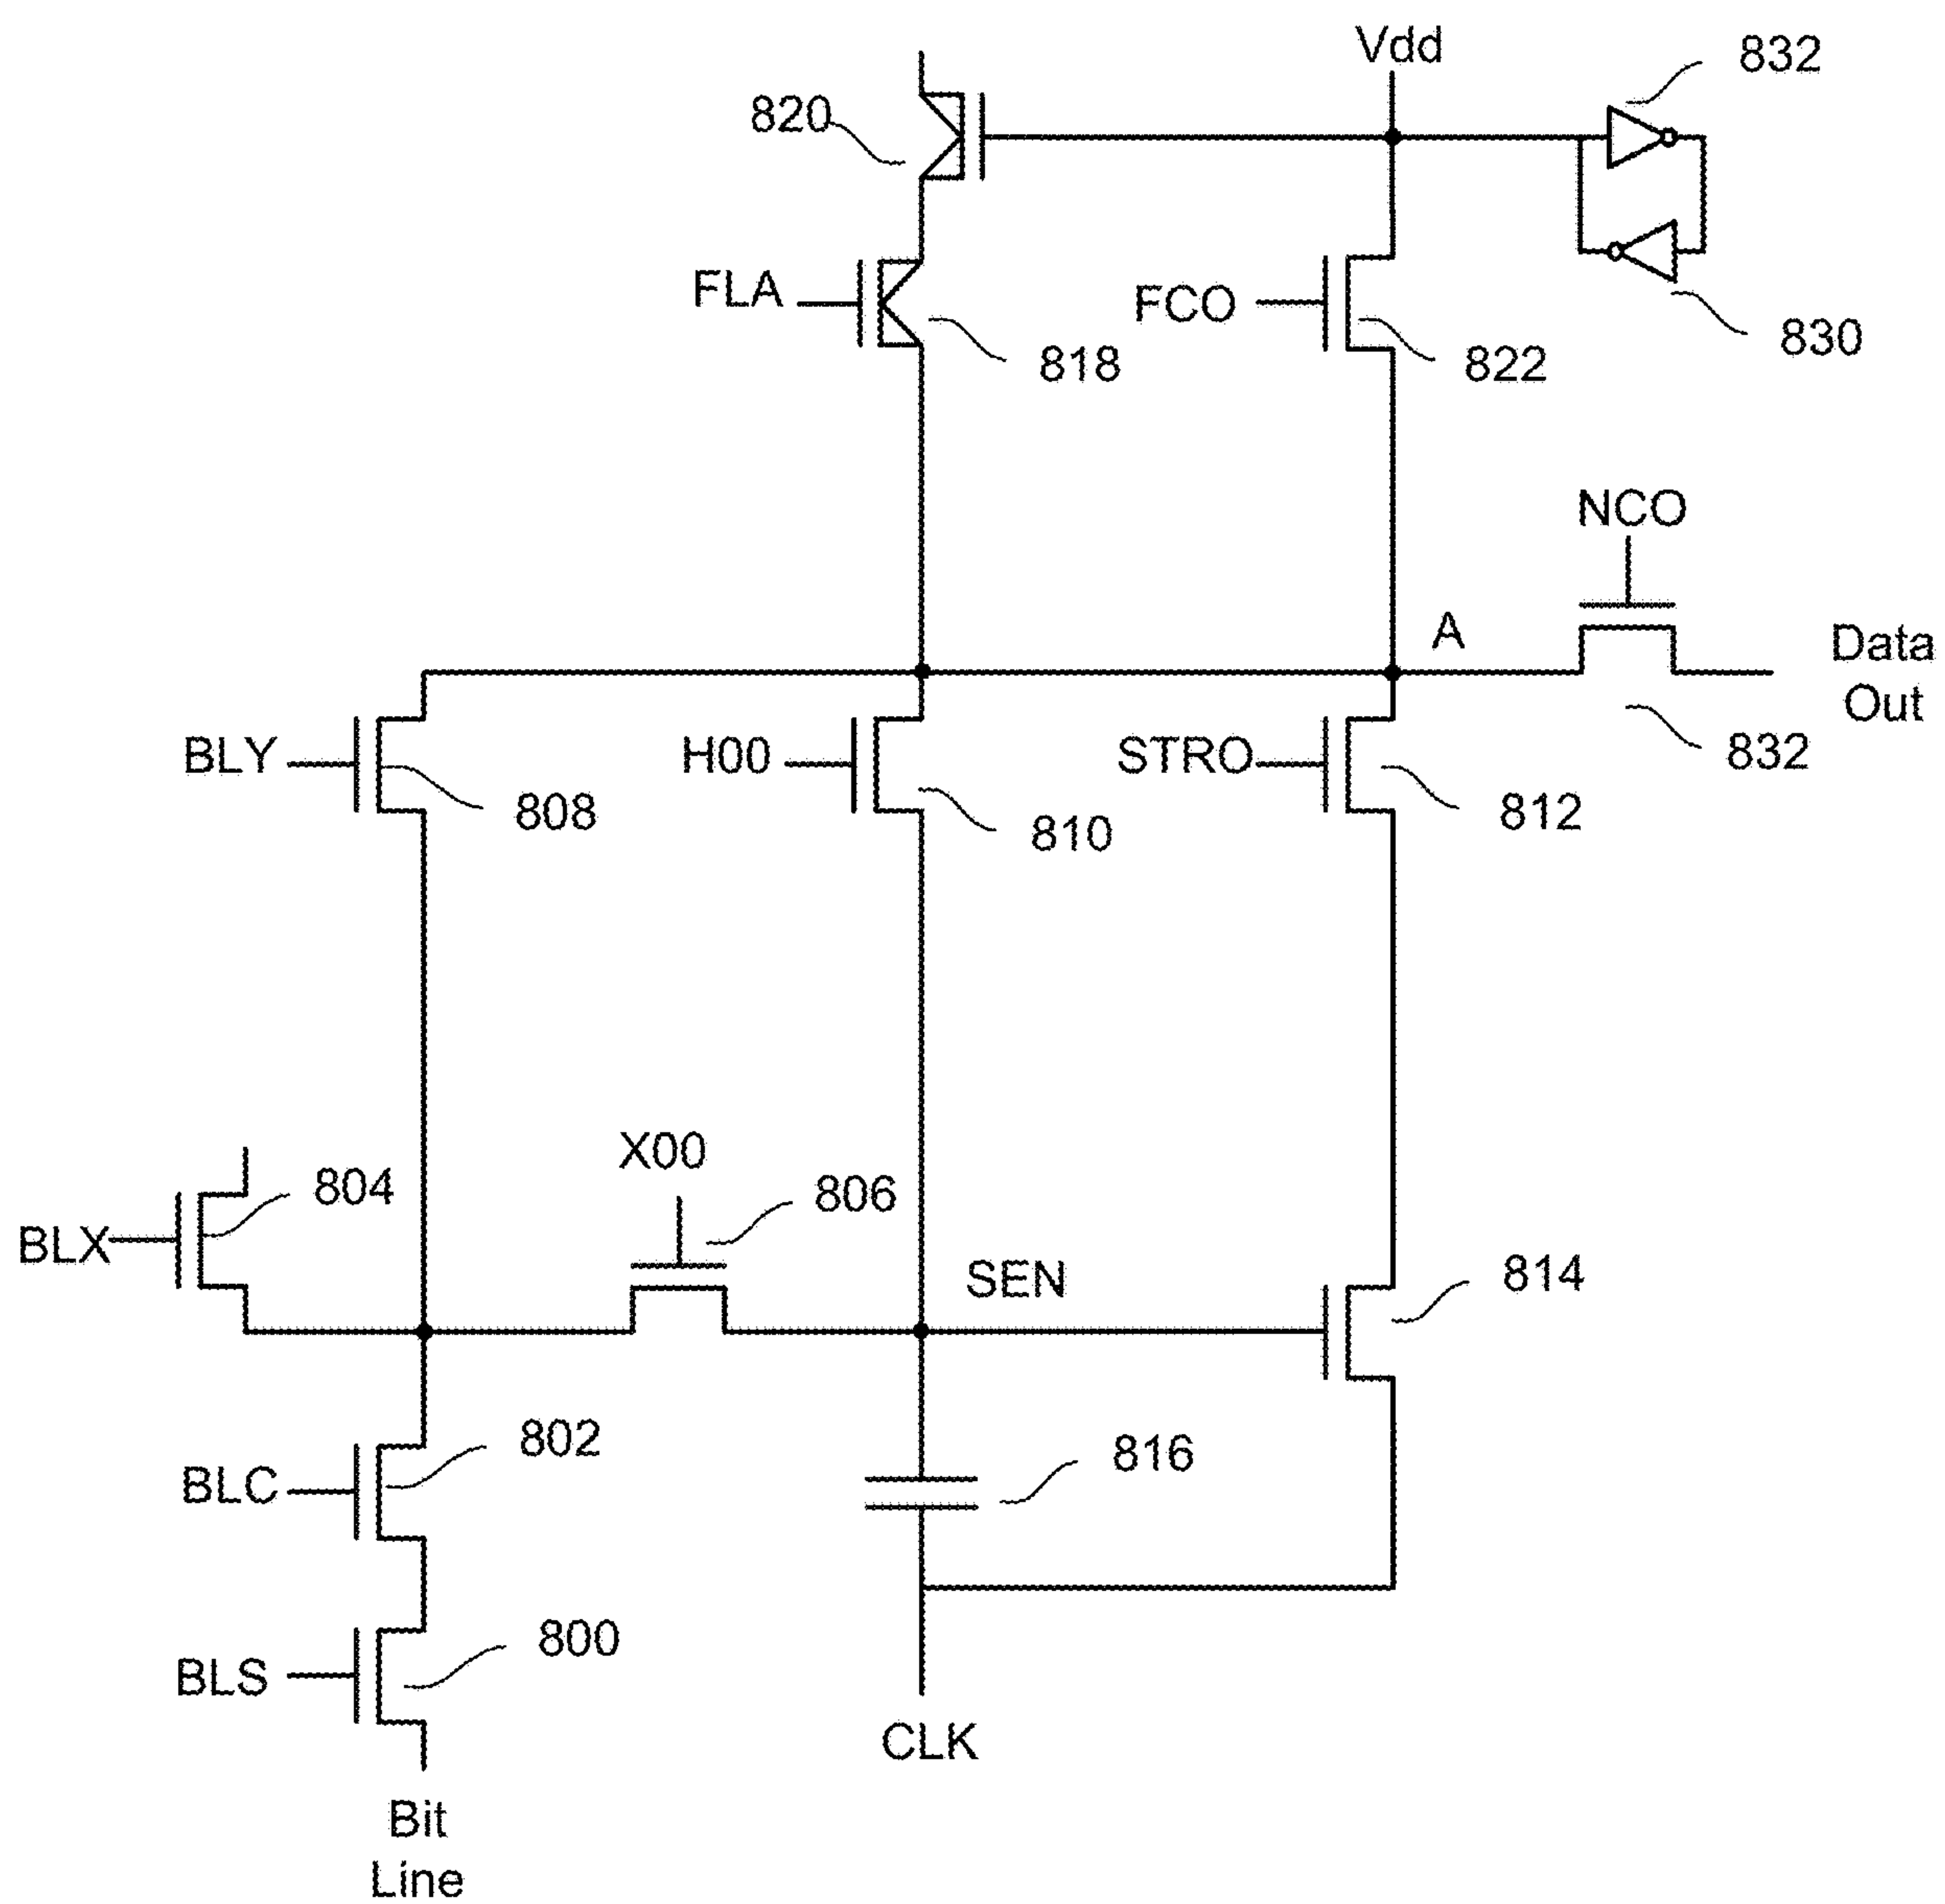 Vdd
832
820
FLA
818
FCO
822
830
NCO
A
Data
Out
832
BLY
808
H00
810
STRO
812
X00
806
804
BLX
SEN
814
BLC
802
816
BLS
800
CLK
Bit
Line